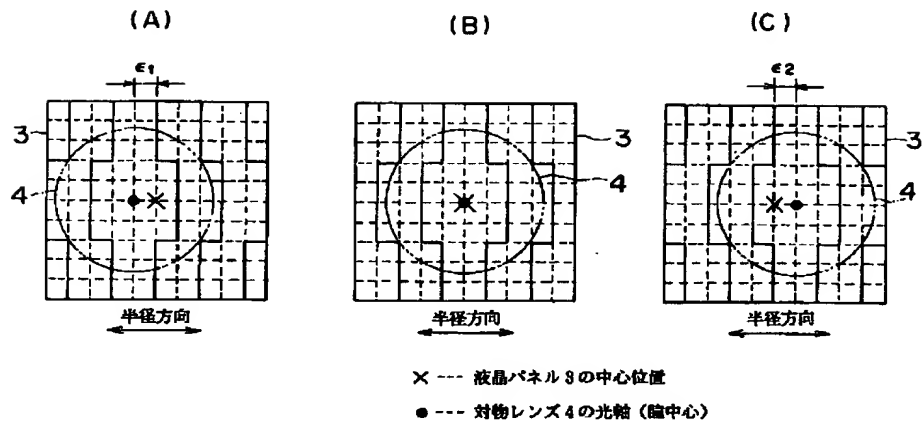 (A)
(B)
(C)
ε1
ε2
3
3
3
4
4
4
半径方向
半径方向
半径方向
× --- 液晶パネル3の中心位置
● --- 対物レンズ4の光軸（瞳中心）